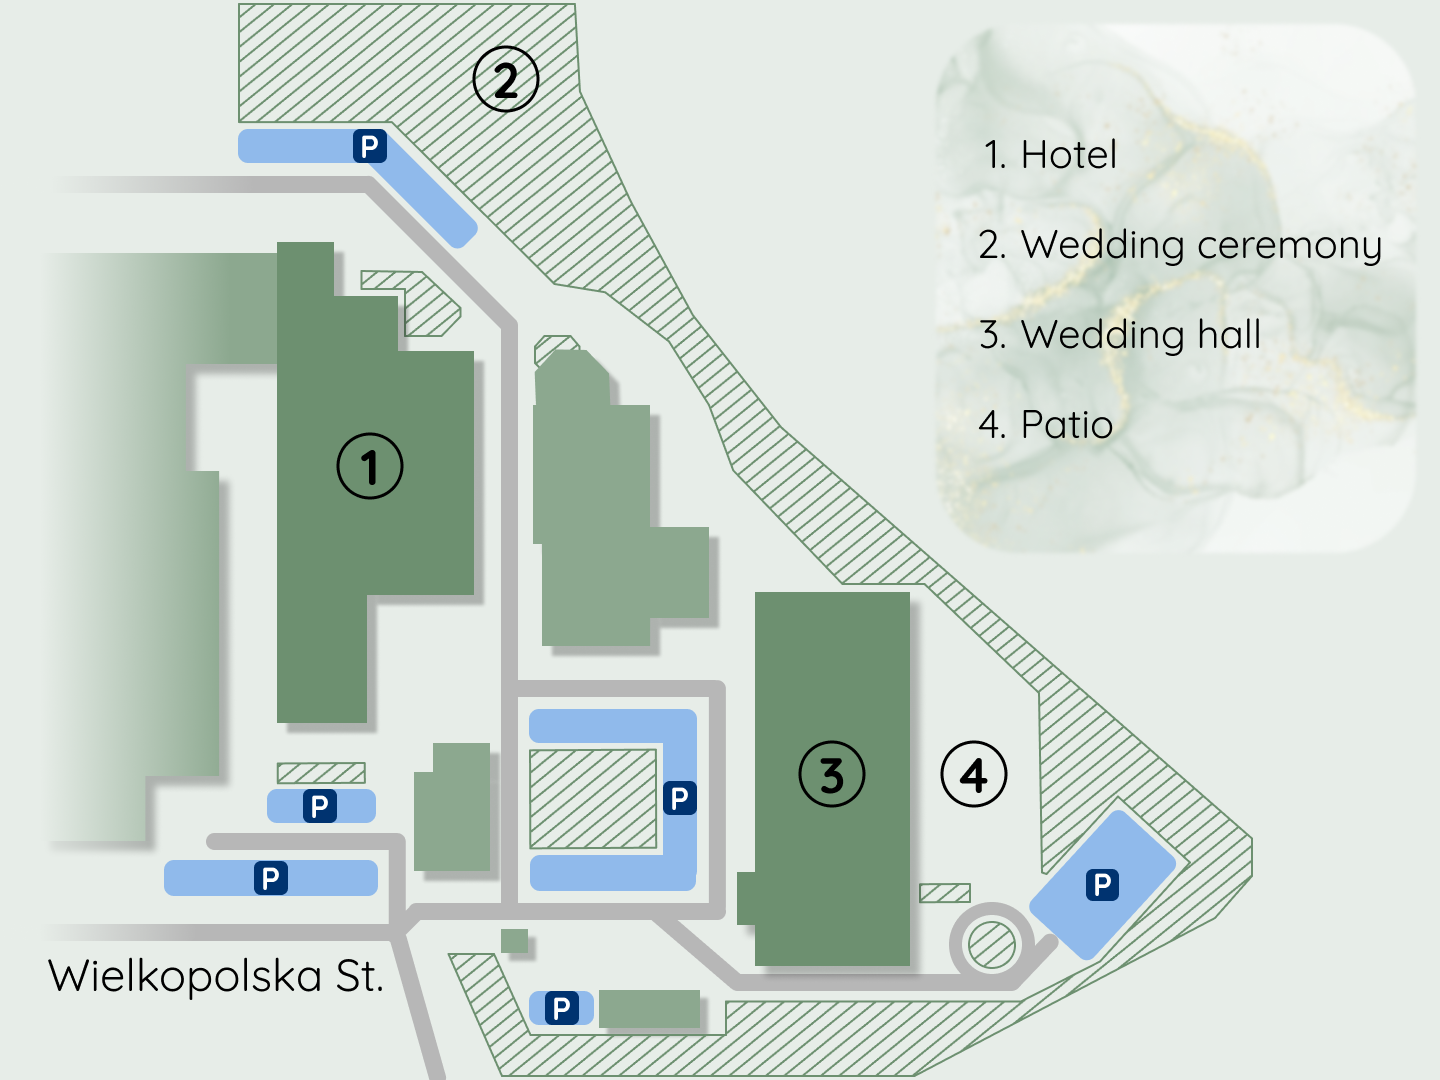 2
P
1. Hotel
2. Wedding ceremony
3. Wedding hall
4. Patio
1
3
4
P
P
P
P
Wielkopolska St.
P